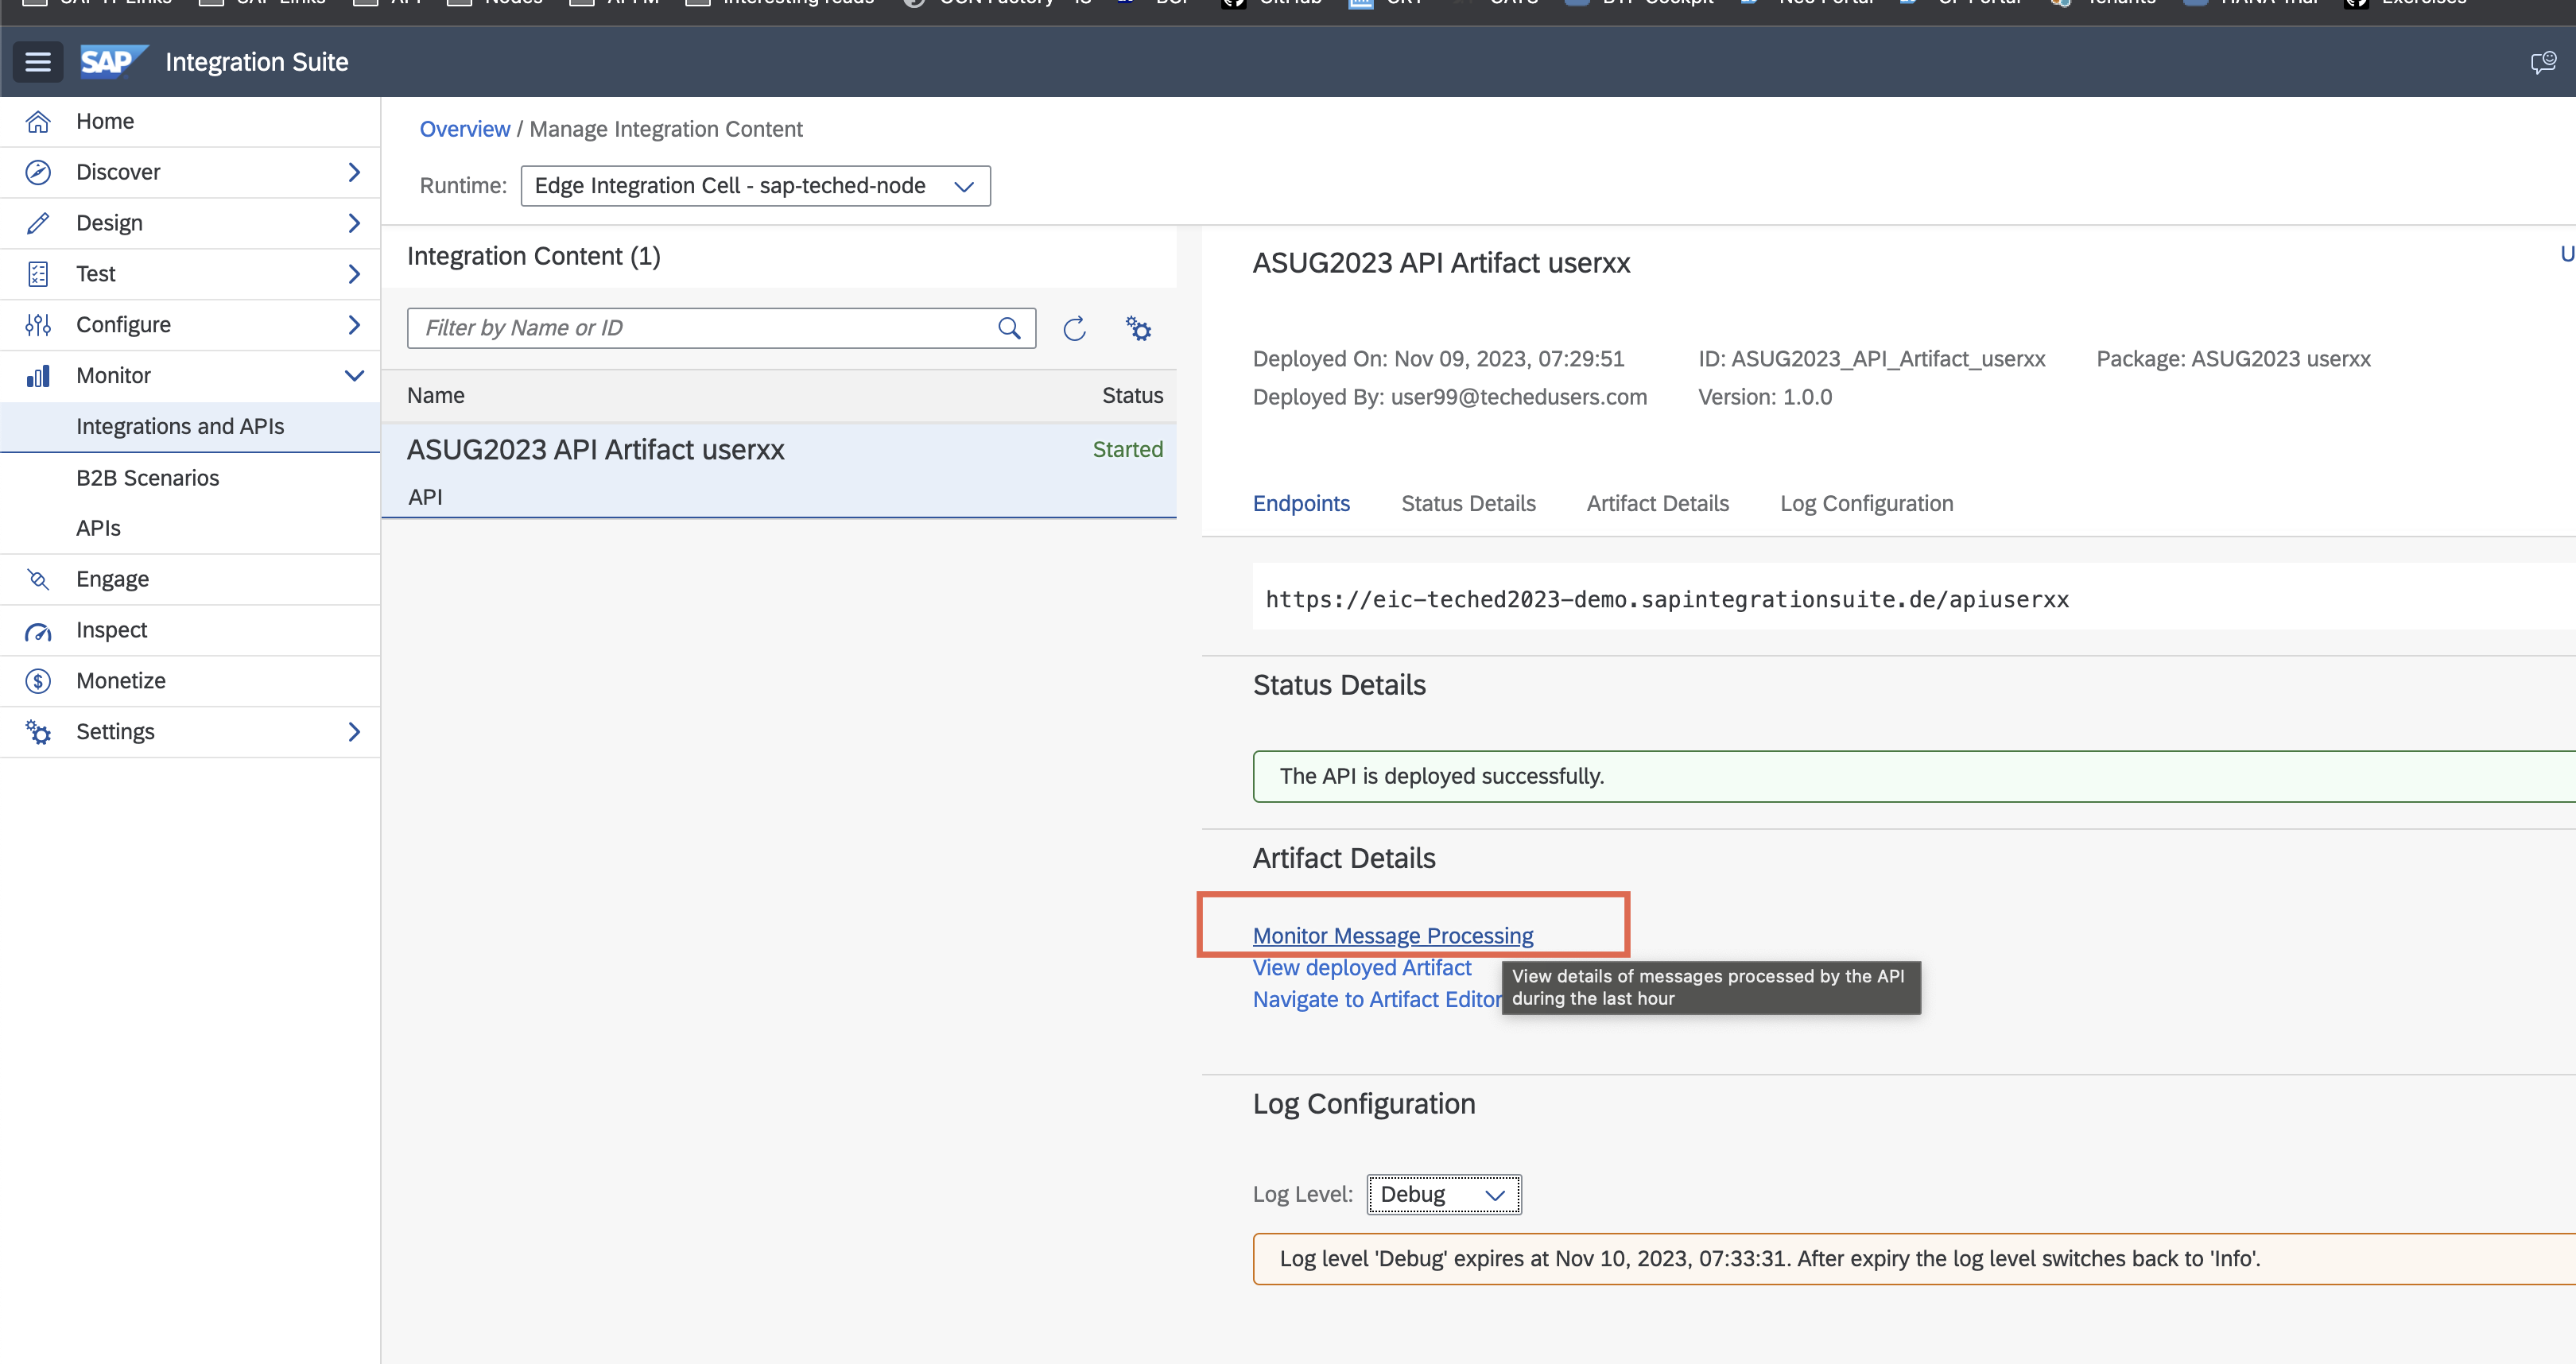 Interesting reads
SAP Integration Suite
Home
Discover
Design
Test
Configure
Monitor
Integrations and APIs
B2B Scenarios
APIs
Engage
Inspect
Monetize
Settings
Overview / Manage Integration Content
Runtime: Edge Integration Cell - sap-teched-node
Integration Content (1)
Filter by Name or ID
Name Status
ASUG2023 API Artifact userxx Started
API
ASUG2023 API Artifact userxx
Deployed On: Nov 09, 2023, 07:29:51 ID: ASUG2023_API_Artifact_userxx Package: ASUG2023 userxx
Deployed By: user99@techedusers.com Version: 1.0.0
Endpoints Status Details Artifact Details Log Configuration
https://eic-teched2023-demo.sapintegrationsuite.de/apiuserxx
Status Details
The API is deployed successfully.
Artifact Details
Monitor Message Processing
View deployed Artifact
Navigate to Artifact Editor
View details of messages processed by the API
during the last hour
Log Configuration
Log Level: Debug
Log level 'Debug' expires at Nov 10, 2023, 07:33:31. After expiry the log level switches back to 'Info'.